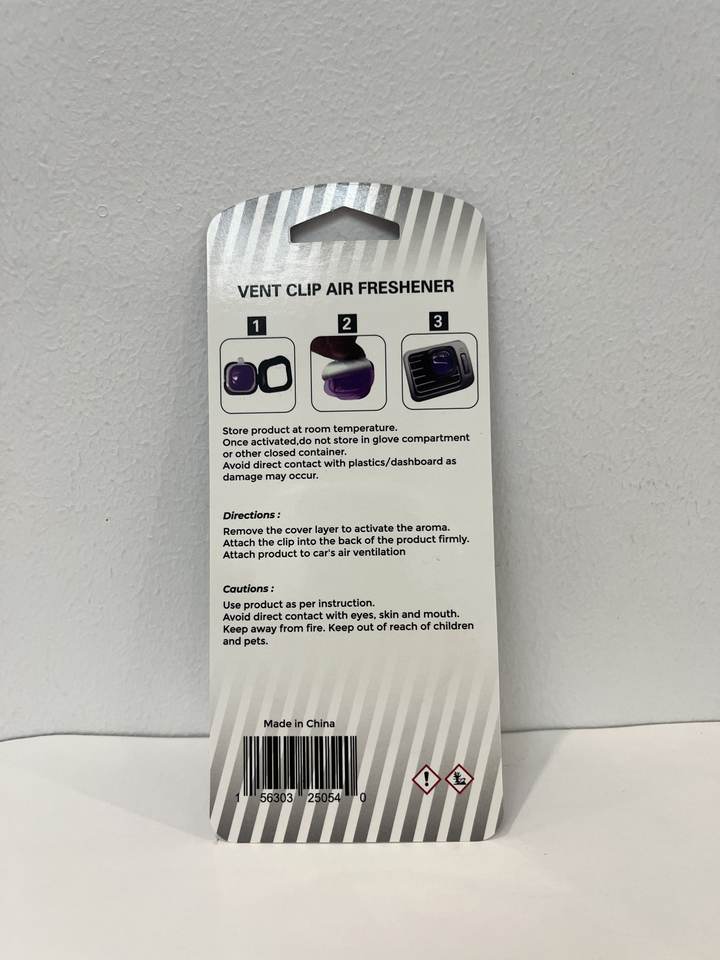 VENT CLIP AIR FRESHENER
1 2 3
Store product at room temperature.
Once activated,do not store in glove compartment
or other closed container.
Avoid direct contact with plastics/dashboard as
damage may occur.
Directions :
Remove the cover layer to activate the aroma.
Attach the clip into the back of the product firmly.
Attach product to car's air ventilation
Cautions :
Use product as per instruction.
Avoid direct contact with eyes, skin and mouth.
Keep away from fire. Keep out of reach of children
and pets.
Made in China
1 56303 25054 0